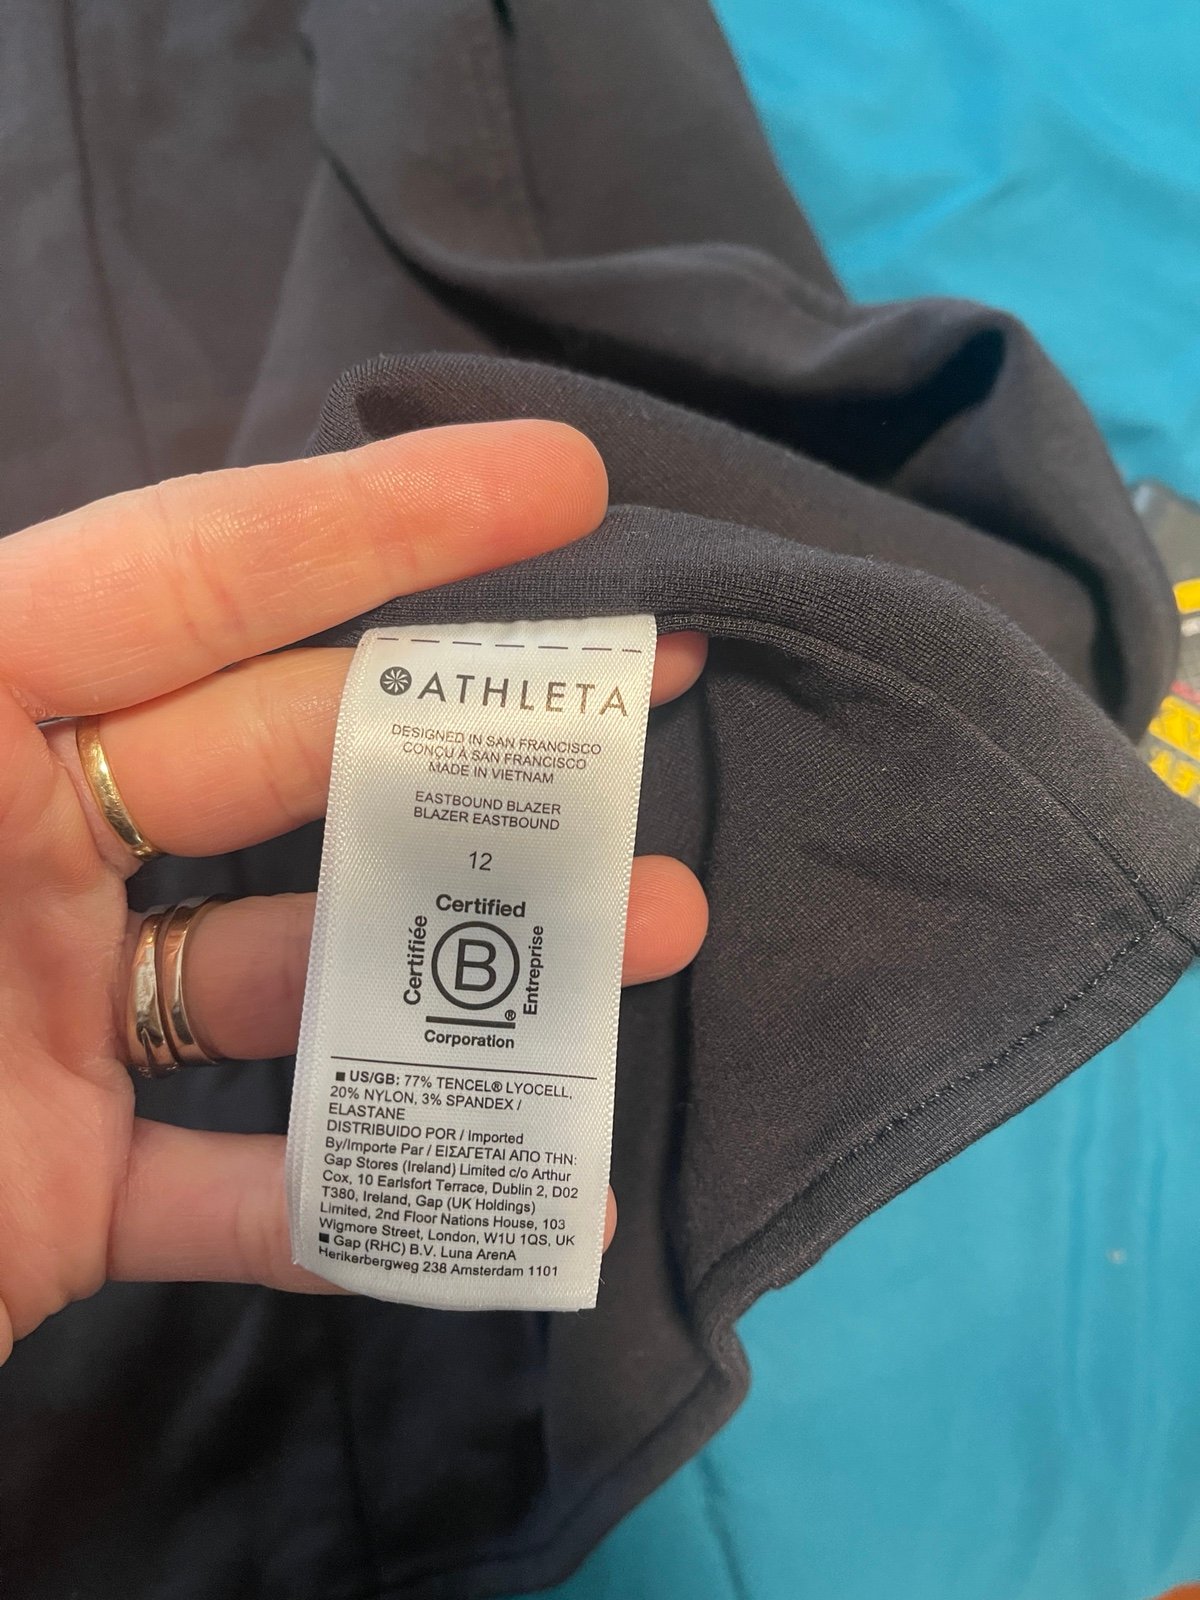 ATHLETA
DESIGNED IN SAN FRANCISCO
CONÇU À SAN FRANCISCO
MADE IN VIETNAM
EASTBOUND BLAZER
BLAZER EASTBOUND
12
Certified
Certifiée
B
Entreprise
®
Corporation
■ US/GB: 77% TENCEL® LYOCELL,
20% NYLON, 3% SPANDEX /
ELASTANE
DISTRIBUIDO POR / Imported
By/Importe Par / ΕΙΣΑΓΕΤΑΙ ΑΠΟ ΤΗΝ:
Gap Stores (Ireland) Limited c/o Arthur
Cox, 10 Earlsfort Terrace, Dublin 2, D02
T380, Ireland, Gap (UK Holdings)
Limited, 2nd Floor Nations House, 103
Wigmore Street, London, W1U 1QS, UK
■ Gap (RHC) B.V. Luna ArenA
Herikerbergweg 238 Amsterdam 1101